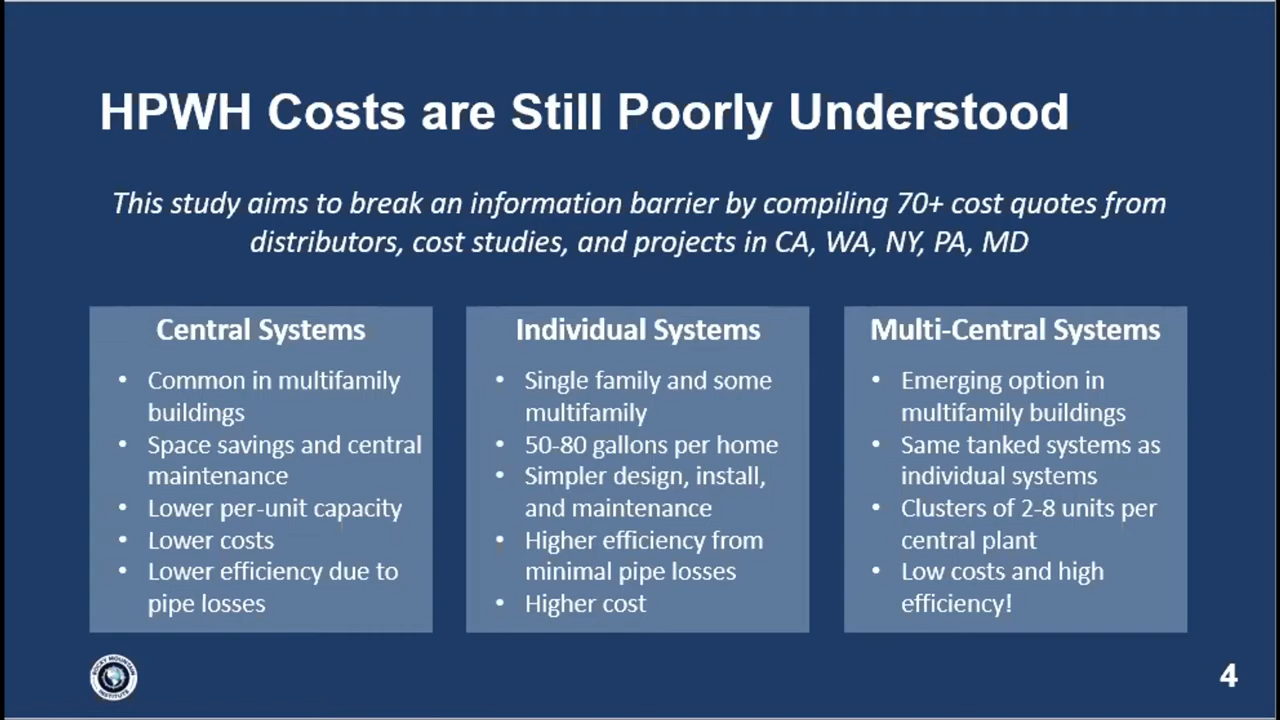 HPWH Costs are Still Poorly Understood
This study aims to break an information barrier by compiling 70+ cost quotes from
distributors, cost studies, and projects in CA, WA, NY, PA, MD
Central Systems
• Common in multifamily
buildings
• Space savings and central
maintenance
• Lower per-unit capacity
• Lower costs
• Lower efficiency due to
pipe losses
Individual Systems
• Single family and some
multifamily
• 50-80 gallons per home
• Simpler design, install,
and maintenance
• Higher efficiency from
minimal pipe losses
• Higher cost
Multi-Central Systems
• Emerging option in
multifamily buildings
• Same tanked systems as
individual systems
• Clusters of 2-8 units per
central plant
• Low costs and high
efficiency!
ROCKY MOUNTAIN
INSTITUTE
4